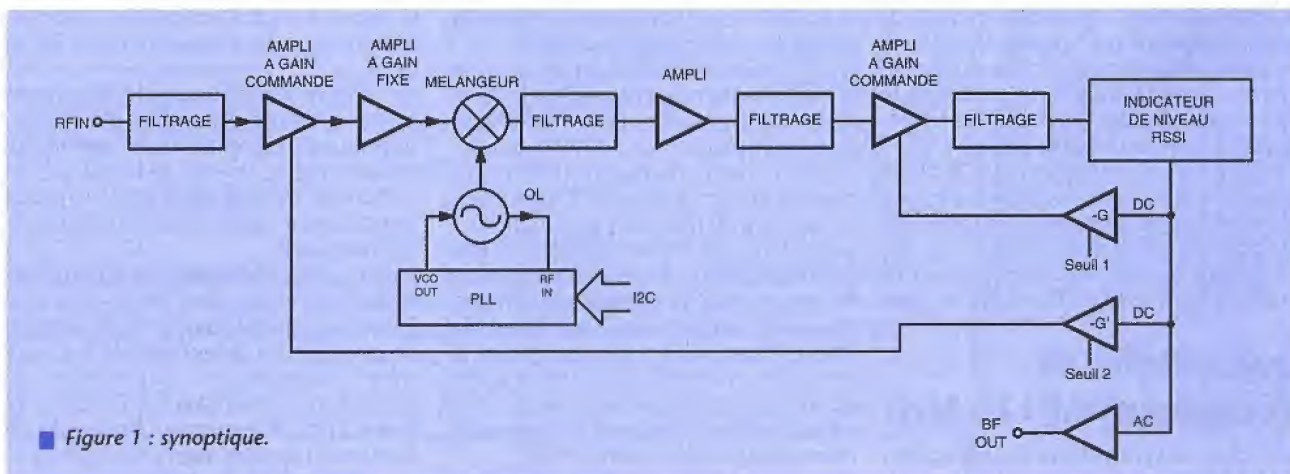 AMPLI
A GAIN
COMMANDE
AMPLI
A GAIN
FIXE
MELANGEUR
AMPLI
AMPLI
A GAIN
COMMANDE
RFIN
FILTRAGE
FILTRAGE
FILTRAGE
FILTRAGE
INDICATEUR
DE NIVEAU
RSSI
OL
VCO
OUT
RF
IN
PLL
I2C
-G
DC
Seuil 1
-G'
DC
Seuil 2
BF
OUT
AC
Figure 1 : synoptique.